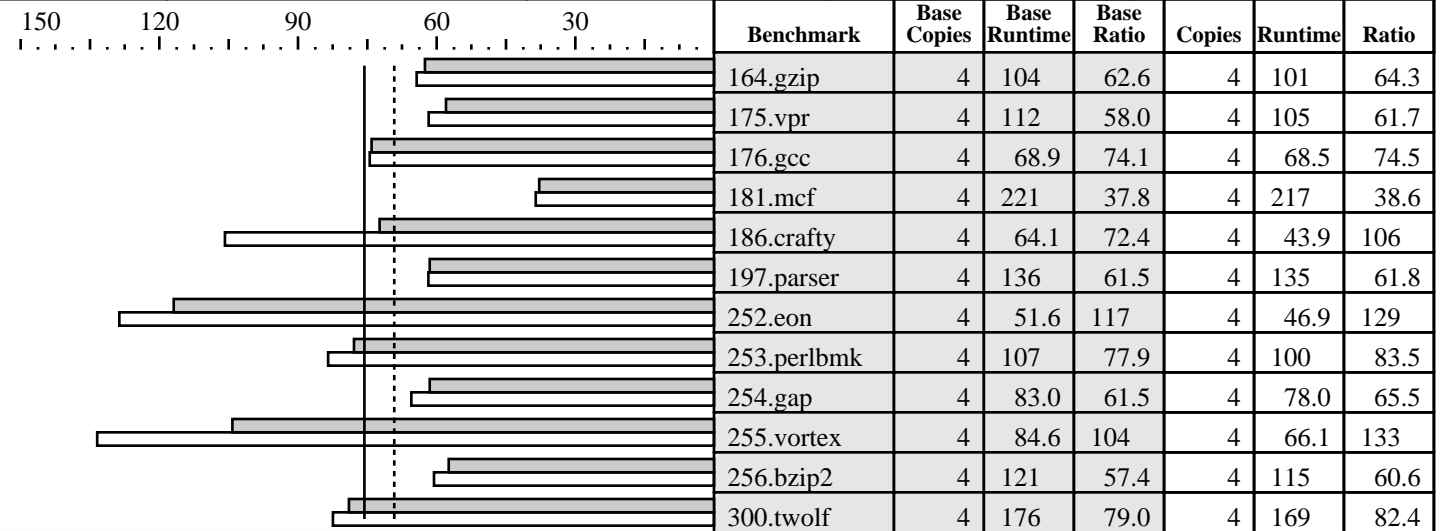 150 120 90 60 30
Benchmark Base Copies Base Runtime Base Ratio Copies Runtime Ratio
164.gzip 4 104 62.6 4 101 64.3
175.vpr 4 112 58.0 4 105 61.7
176.gcc 4 68.9 74.1 4 68.5 74.5
181.mcf 4 221 37.8 4 217 38.6
186.crafty 4 64.1 72.4 4 43.9 106
197.parser 4 136 61.5 4 135 61.8
252.eon 4 51.6 117 4 46.9 129
253.perlbmk 4 107 77.9 4 100 83.5
254.gap 4 83.0 61.5 4 78.0 65.5
255.vortex 4 84.6 104 4 66.1 133
256.bzip2 4 121 57.4 4 115 60.6
300.twolf 4 176 79.0 4 169 82.4